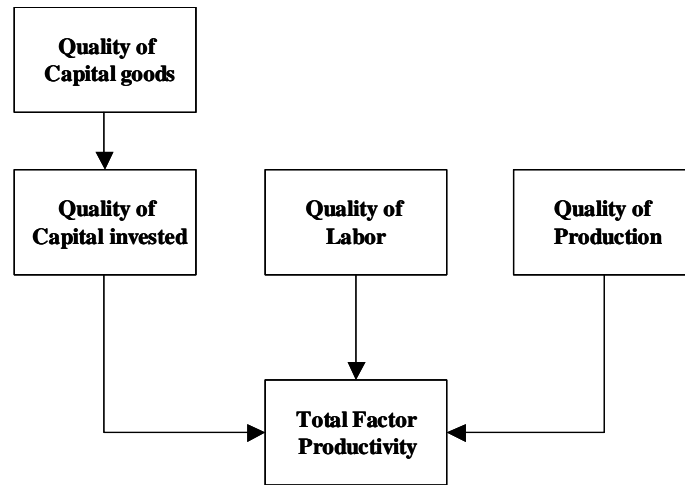 Quality of
Capital goods
Quality of
Capital invested
Quality of
Labor
Quality of
Production
Total Factor
Productivity